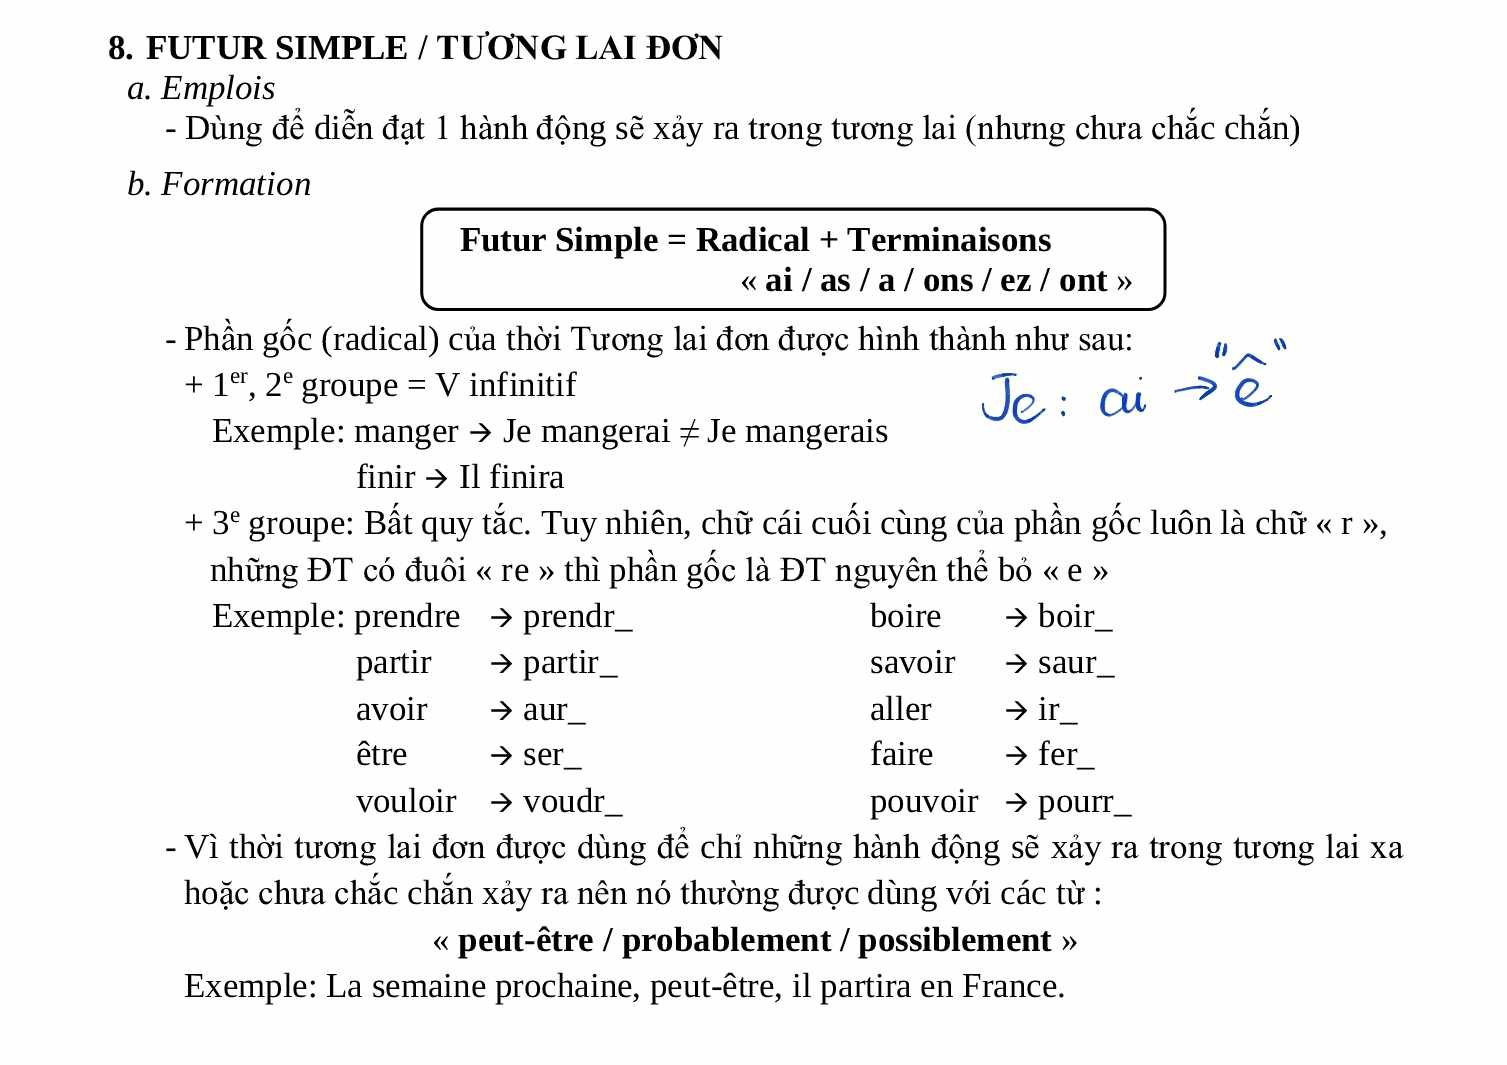 8. FUTUR SIMPLE / TƯƠNG LAI ĐƠN
a. Emplois
- Dùng để diễn đạt 1 hành động sẽ xảy ra trong tương lai (nhưng chưa chắc chắn)
b. Formation
Futur Simple = Radical + Terminaisons
« ai / as / a / ons / ez / ont »
- Phần gốc (radical) của thời Tương lai đơn được hình thành như sau:
+ 1er, 2e groupe = V infinitif
Je : ai → "ê"
Exemple: manger → Je mangerai ≠ Je mangerais
finir → Il finira
+ 3e groupe: Bất quy tắc. Tuy nhiên, chữ cái cuối cùng của phần gốc luôn là chữ « r »,
những ĐT có đuôi « re » thì phần gốc là ĐT nguyên thể bỏ « e »
Exemple: prendre → prendr_ boire → boir_
partir → partir_ savoir → saur_
avoir → aur_ aller → ir_
être → ser_ faire → fer_
vouloir → voudr_ pouvoir → pourr_
- Vì thời tương lai đơn được dùng để chỉ những hành động sẽ xảy ra trong tương lai xa
hoặc chưa chắc chắn xảy ra nên nó thường được dùng với các từ :
« peut-être / probablement / possiblement »
Exemple: La semaine prochaine, peut-être, il partira en France.